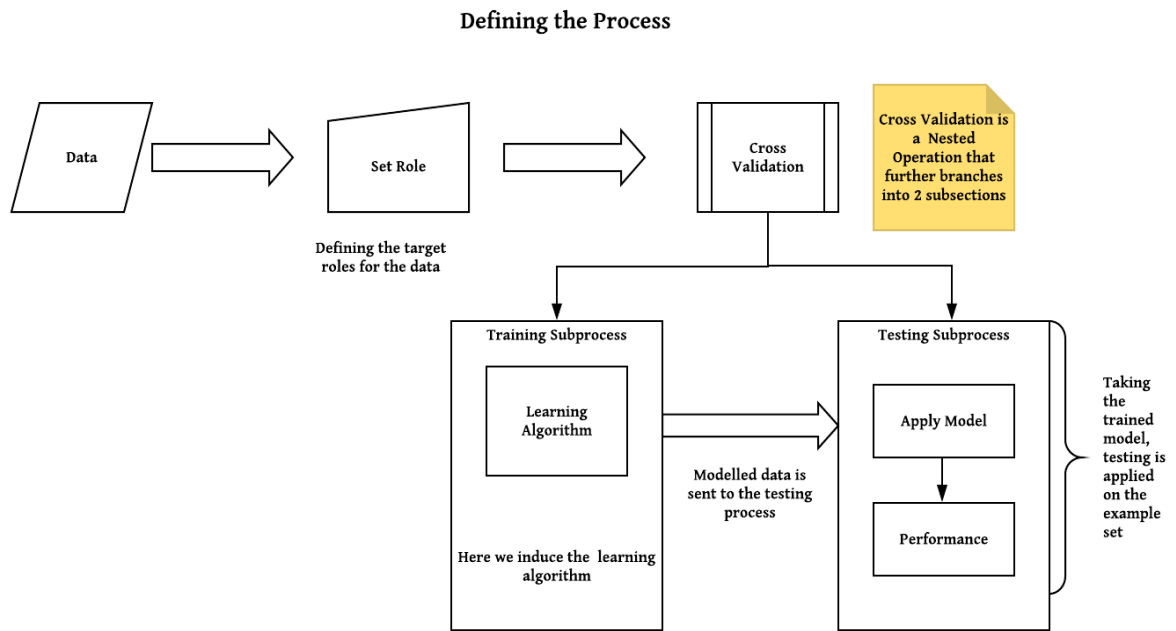 Defining the Process
Data
Set Role
Cross
Validation
Cross Validation is
a Nested
Operation that
further branches
into 2 subsections
Defining the target
roles for the data
Training Subprocess
Learning
Algorithm
Here we induce the learning
algorithm
Modelled data is
sent to the testing
process
Testing Subprocess
Apply Model
Performance
Taking
the
trained
model,
testing is
applied
on the
example
set